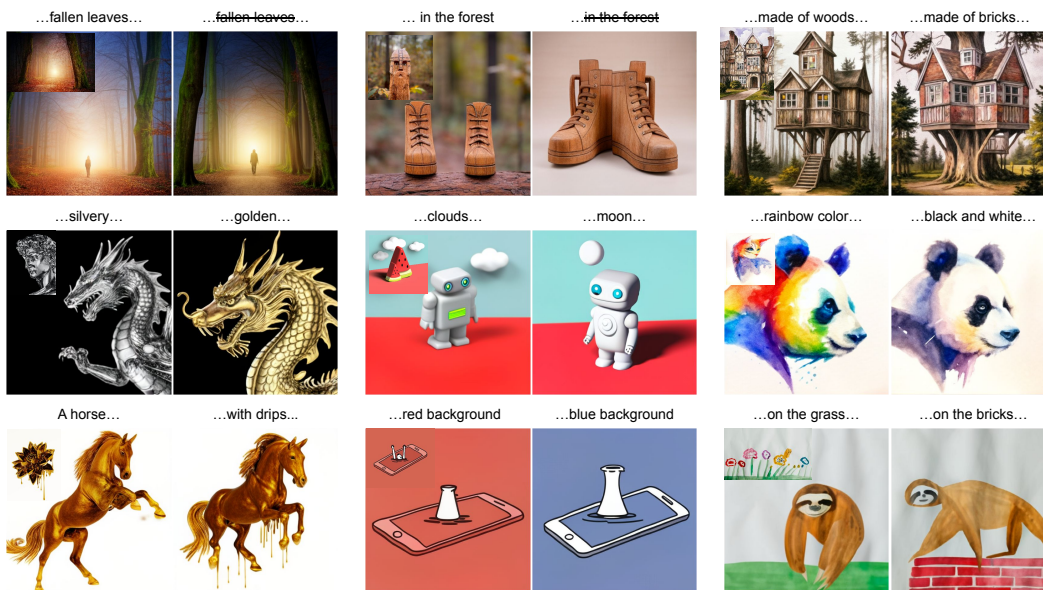 …fallen leaves… …fallen leaves… … in the forest …in the forest …made of woods… …made of bricks…
…silvery… …golden… …clouds… …moon… …rainbow color… …black and white…
A horse… …with drips... …red background …blue background …on the grass… …on the bricks…